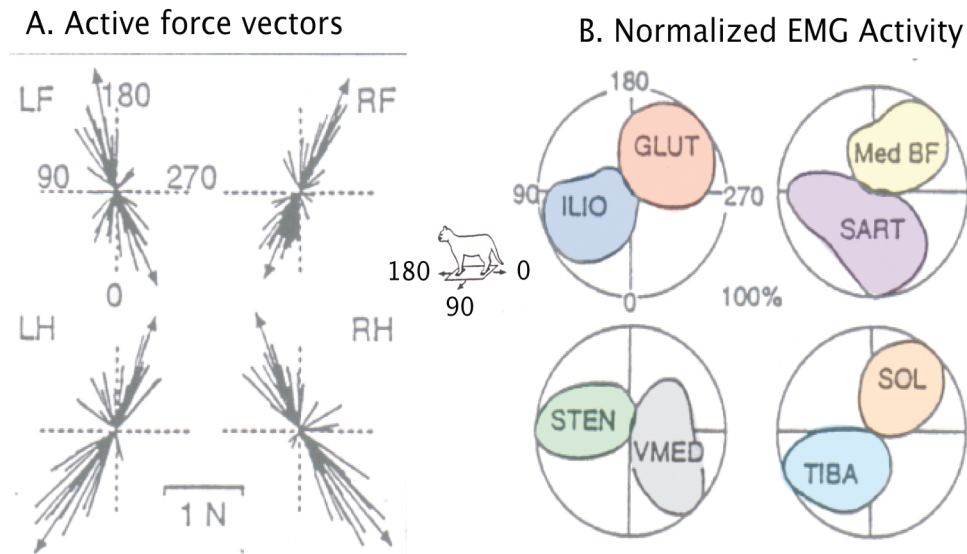 A. Active force vectors
B. Normalized EMG Activity
LF
180
RF
90
270
0
LH
RH
1 N
180
0
90
180
GLUT
90
ILIO
270
0
100%
Med BF
SART
STEN
VMED
SOL
TIBA